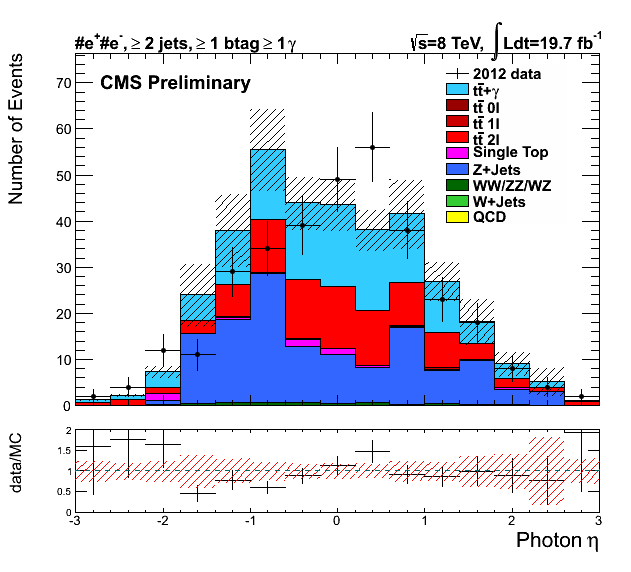 #e⁺#e⁻, ≥ 2 jets, ≥ 1 btag ≥ 1 γ √s=8 TeV, ∫ Ldt=19.7 fb⁻¹
CMS Preliminary
2012 data
tt̄+γ
tt̄ 0l
tt̄ 1l
tt̄ 2l
Single Top
Z+Jets
WW/ZZ/WZ
W+Jets
QCD
Number of Events
70
60
50
40
30
20
10
0
data/MC
2
1.5
1
0.5
0
-3 -2 -1 0 1 2 3
Photon η